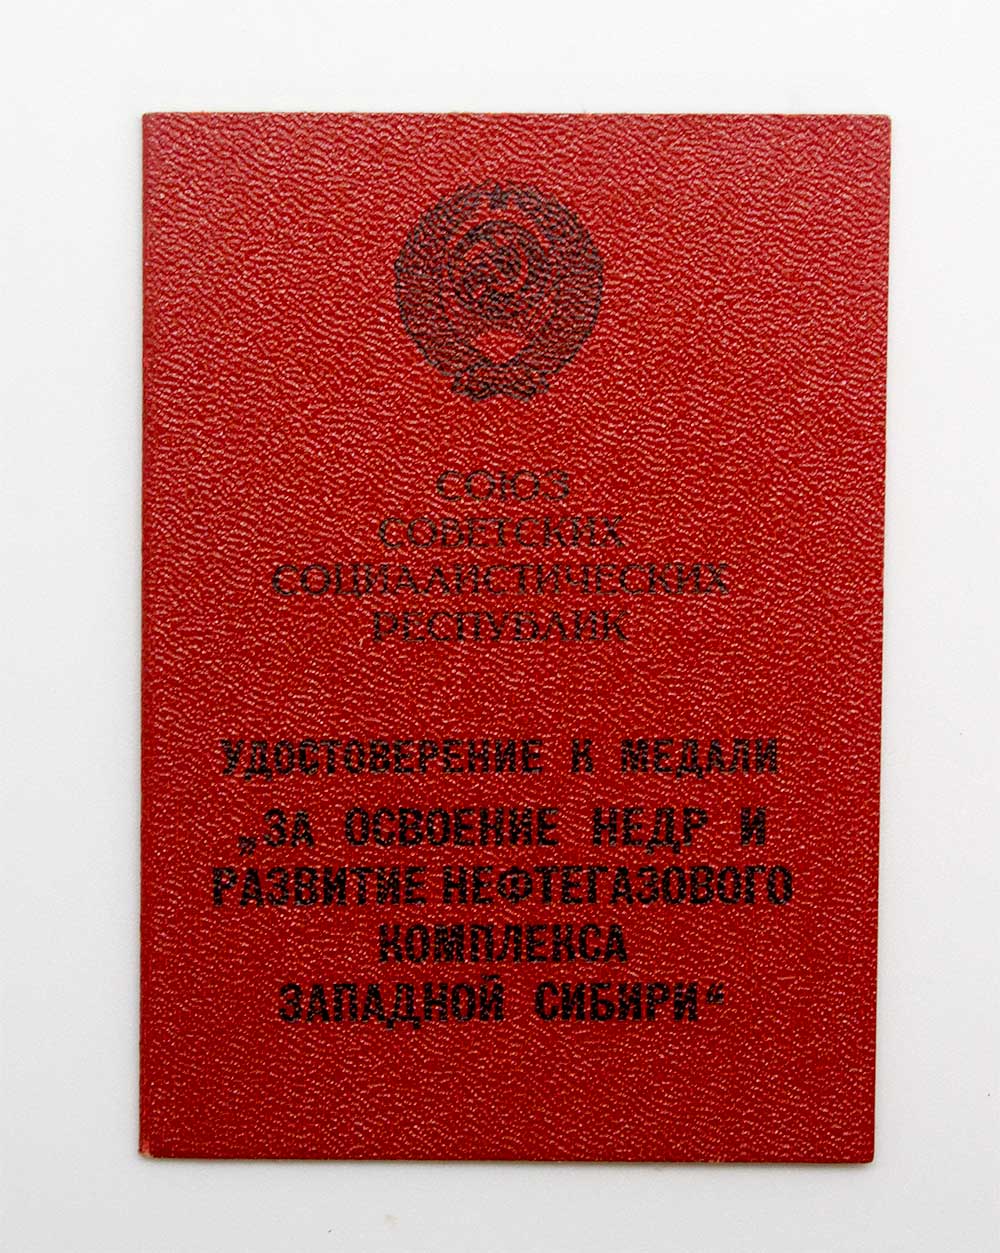 СОЮЗ
СОВЕТСКИХ
СОЦИАЛИСТИЧЕСКИХ
РЕСПУБЛИК
УДОСТОВЕРЕНИЕ К МЕДАЛИ
„ЗА ОСВОЕНИЕ НЕДР И
РАЗВИТИЕ НЕФТЕГАЗОВОГО
КОМПЛЕКСА
ЗАПАДНОЙ СИБИРИ“